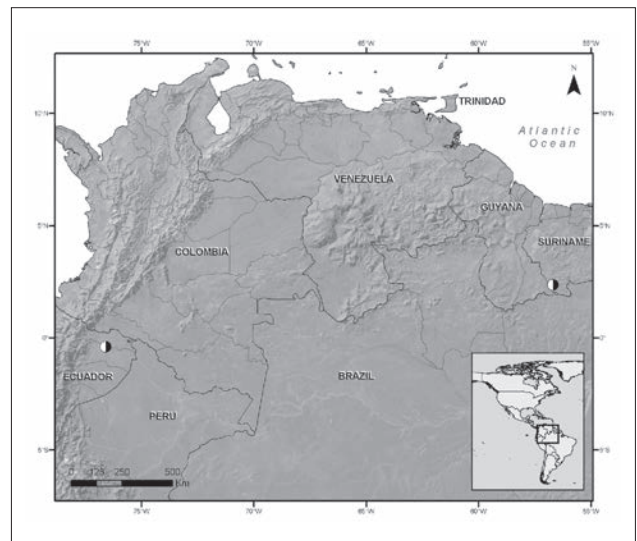 75°W 70°W 65°W 60°W 55°W
N
10°N 10°N
TRINIDAD
Atlantic
Ocean
VENEZUELA
GUYANA
5°N 5°N
SURINAME
COLOMBIA
0° 0°
ECUADOR
BRAZIL
PERU
5°S 5°S
0 125 250 500
Km
75°W 70°W 65°W 60°W 55°W